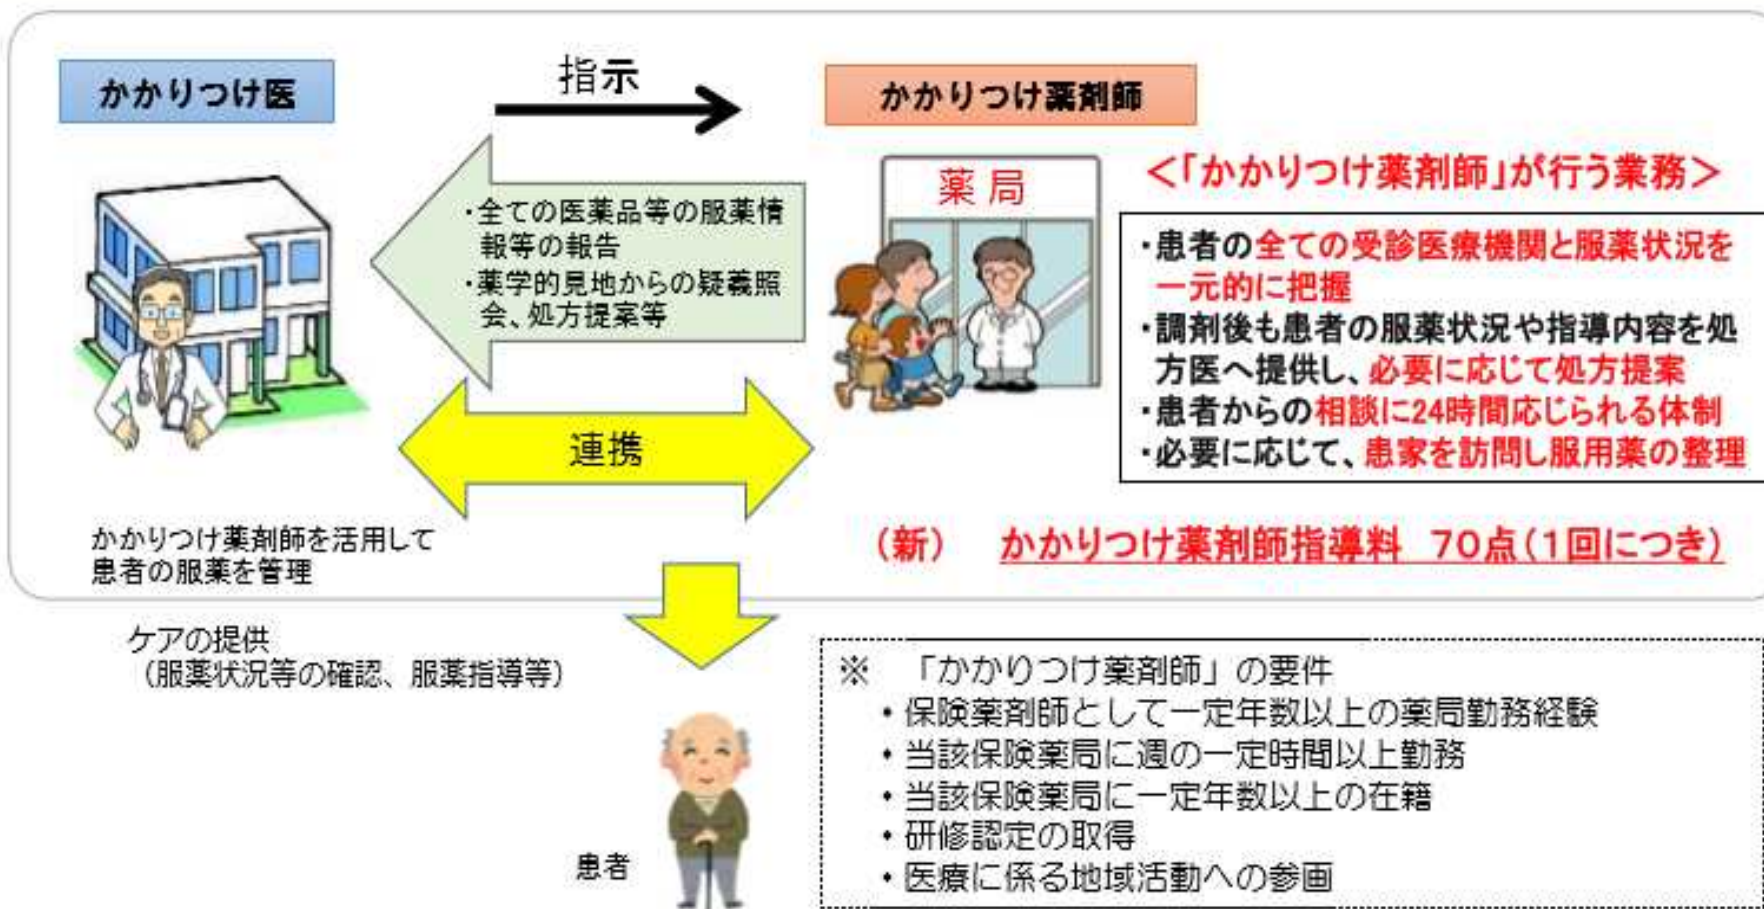 かかりつけ医
指示
かかりつけ薬剤師
・全ての医薬品等の服薬情
報等の報告
・薬学的見地からの疑義照
会、処方提案等
薬局
＜「かかりつけ薬剤師」が行う業務＞
・患者の全ての受診医療機関と服薬状況を
一元的に把握
・調剤後も患者の服薬状況や指導内容を処
方医へ提供し、必要に応じて処方提案
・患者からの相談に24時間応じられる体制
・必要に応じて、患家を訪問し服用薬の整理
連携
かかりつけ薬剤師を活用して
患者の服薬を管理
（新）　かかりつけ薬剤師指導料　70点（1回につき）
ケアの提供
（服薬状況等の確認、服薬指導等）
患者
※　「かかりつけ薬剤師」の要件
・保険薬剤師として一定年数以上の薬局勤務経験
・当該保険薬局に週の一定時間以上勤務
・当該保険薬局に一定年数以上の在籍
・研修認定の取得
・医療に係る地域活動への参画